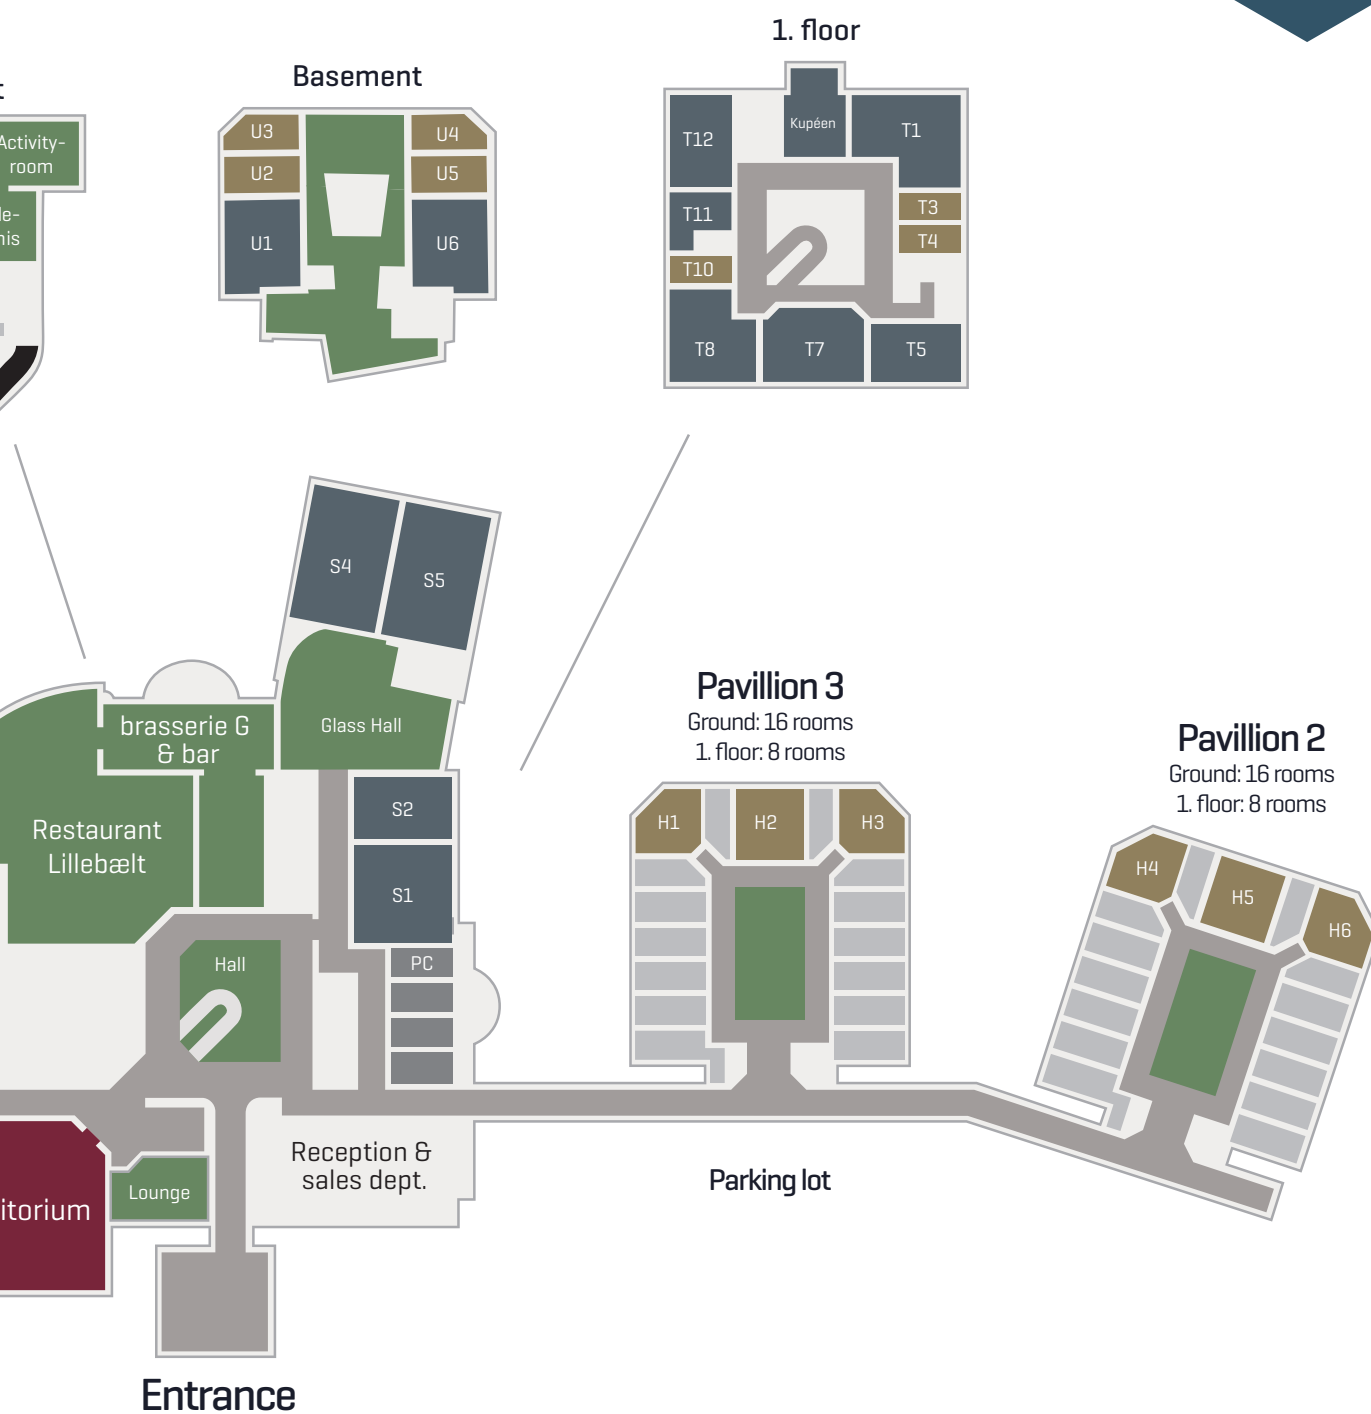 1. floor
Basement
Activity-
room
U3
U2
U1
U4
U5
U6
T12
Kupéen
T1
T11
T3
T4
T10
T8
T7
T5
S4
S5
brasserie G
& bar
Glass Hall
Restaurant
Lillebælt
S2
S1
Hall
PC
Pavillion 3
Ground: 16 rooms
1. floor: 8 rooms
H1
H2
H3
Pavillion 2
Ground: 16 rooms
1. floor: 8 rooms
H4
H5
H6
Reception &
sales dept.
Lounge
itorium
Parking lot
Entrance